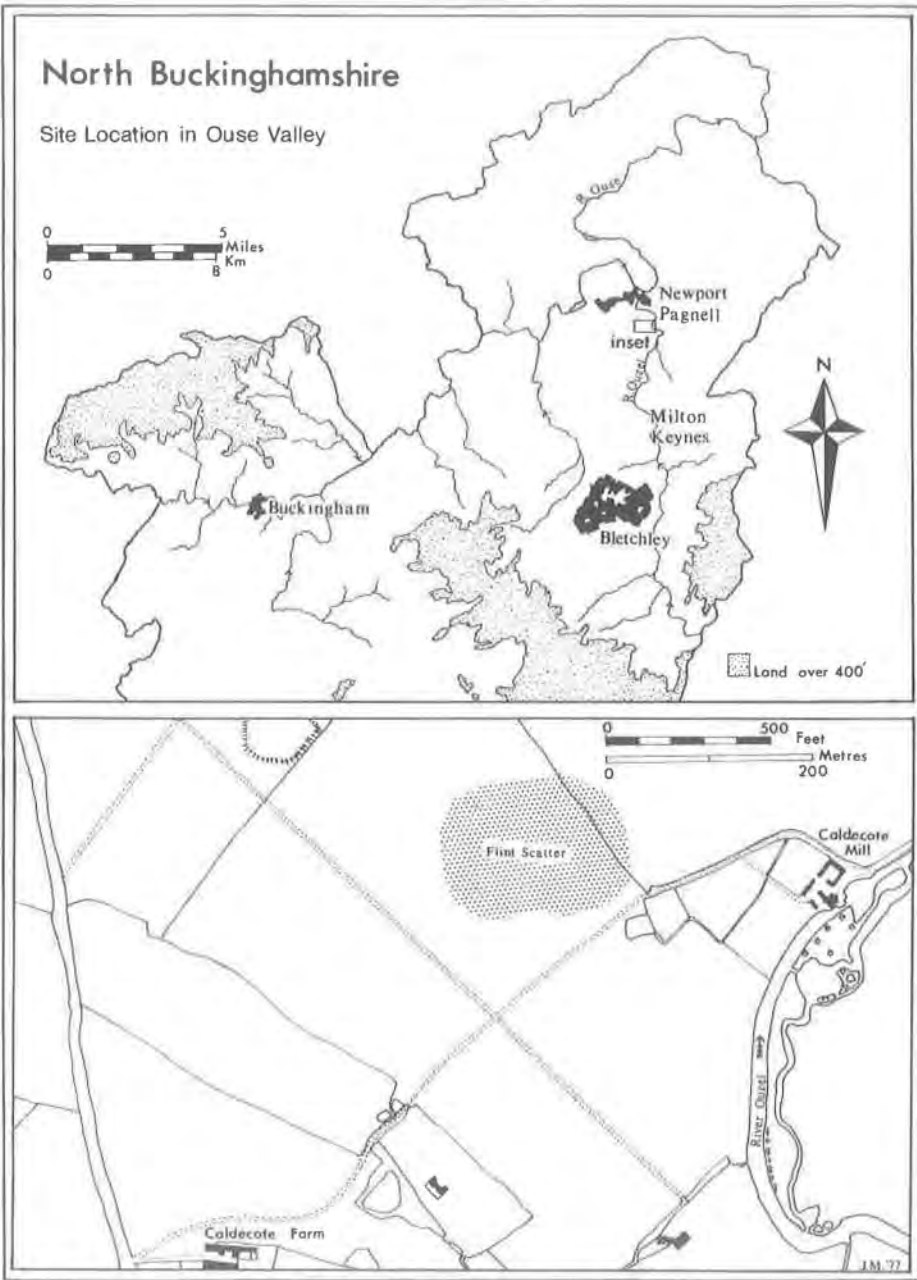 North Buckinghamshire
Site Location in Ouse Valley
0 5
Miles
Km
0 8
R. Ouse
Newport
Pagnell
inset
R. Ouzel
N
Milton
Keynes
Buckingham
Bletchley
Land over 400'
0 500
Feet
Metres
0 200
Caldecote
Mill
Flint Scatter
River Ouzel
Caldecote Farm
J.M.'77